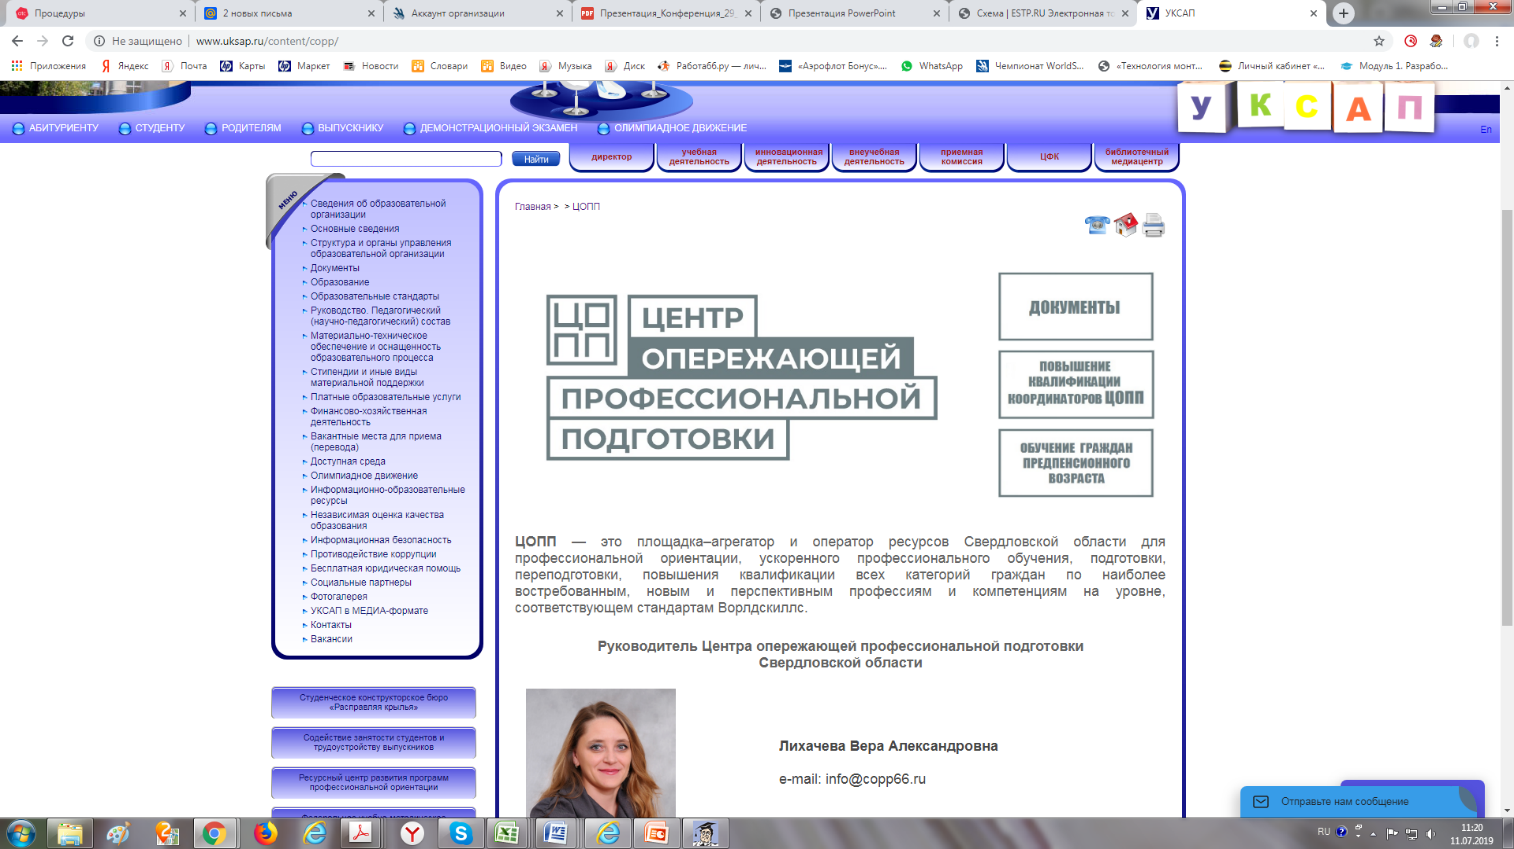 Процедуры
2 новых письма
Аккаунт организации
Презентация_Конференция_29_
Презентация PowerPoint
Схема | ESTP.RU Электронная то
УКСАП
Не защищено | www.uksap.ru/content/copp/
Приложения
Яндекс
Почта
Карты
Маркет
Новости
Словари
Видео
Музыка
Диск
Работа66.ру — лич...
«Аэрофлот Бонус»...
WhatsApp
Чемпионат WorldS...
«Технология монт...
Личный кабинет «...
Модуль 1. Разрабо...
УКСАП
АБИТУРИЕНТУ
СТУДЕНТУ
РОДИТЕЛЯМ
ВЫПУСКНИКУ
ДЕМОНСТРАЦИОННЫЙ ЭКЗАМЕН
ОЛИМПИАДНОЕ ДВИЖЕНИЕ
En
Найти
директор
учебная
деятельность
инновационная
деятельность
внеучебная
деятельность
приемная
комиссия
ЦФК
библиотечный
медиацентр
МЕНЮ
Сведения об образовательной
организации
Основные сведения
Структура и органы управления
образовательной организации
Документы
Образование
Образовательные стандарты
Руководство. Педагогический
(научно-педагогический) состав
Материально-техническое
обеспечение и оснащенность
образовательного процесса
Стипендии и иные виды
материальной поддержки
Платные образовательные услуги
Финансово-хозяйственная
деятельность
Вакантные места для приема
(перевода)
Доступная среда
Олимпиадное движение
Информационно-образовательные
ресурсы
Независимая оценка качества
образования
Информационная безопасность
Противодействие коррупции
Бесплатная юридическая помощь
Социальные партнеры
Фотогалерея
УКСАП в МЕДИА-формате
Контакты
Вакансии
Студенческое конструкторское бюро
«Расправляя крылья»
Содействие занятости студентов и
трудоустройству выпускников
Ресурсный центр развития программ
профессиональной ориентации
Главная > > ЦОПП
ЦО
ПП
ЦЕНТР
ОПЕРЕЖАЮЩЕЙ
ПРОФЕССИОНАЛЬНОЙ
ПОДГОТОВКИ
ДОКУМЕНТЫ
ПОВЫШЕНИЕ
КВАЛИФИКАЦИИ
КООРДИНАТОРОВ ЦОПП
ОБУЧЕНИЕ ГРАЖДАН
ПРЕДПЕНСИОННОГО
ВОЗРАСТА
ЦОПП — это площадка–агрегатор и оператор ресурсов Свердловской области для
профессиональной ориентации, ускоренного профессионального обучения, подготовки,
переподготовки, повышения квалификации всех категорий граждан по наиболее
востребованным, новым и перспективным профессиям и компетенциям на уровне,
соответствующем стандартам Ворлдскиллс.
Руководитель Центра опережающей профессиональной подготовки
Свердловской области
Лихачева Вера Александровна
e-mail: info@copp66.ru
Отправьте нам сообщение
RU
11:20
11.07.2019